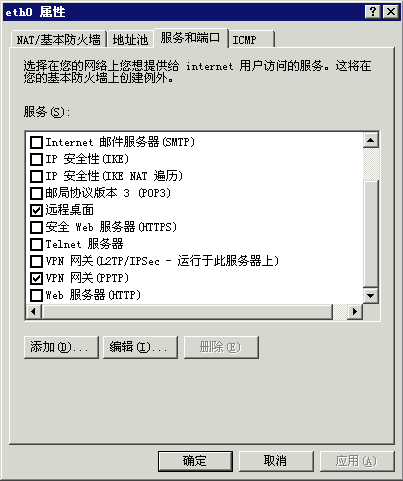 eth0 属性
NAT/基本防火墙 地址池 服务和端口 ICMP
选择在您的网络上您想提供给 internet 用户访问的服务。这将在
您的基本防火墙上创建例外。
服务(S):
Internet 邮件服务器(SMTP)
IP 安全性(IKE)
IP 安全性(IKE NAT 遍历)
邮局协议版本 3 (POP3)
远程桌面
安全 Web 服务器(HTTPS)
Telnet 服务器
VPN 网关(L2TP/IPSec - 运行于此服务器上)
VPN 网关(PPTP)
Web 服务器(HTTP)
添加(D)... 编辑(I)... 删除(E)
确定 取消 应用(A)